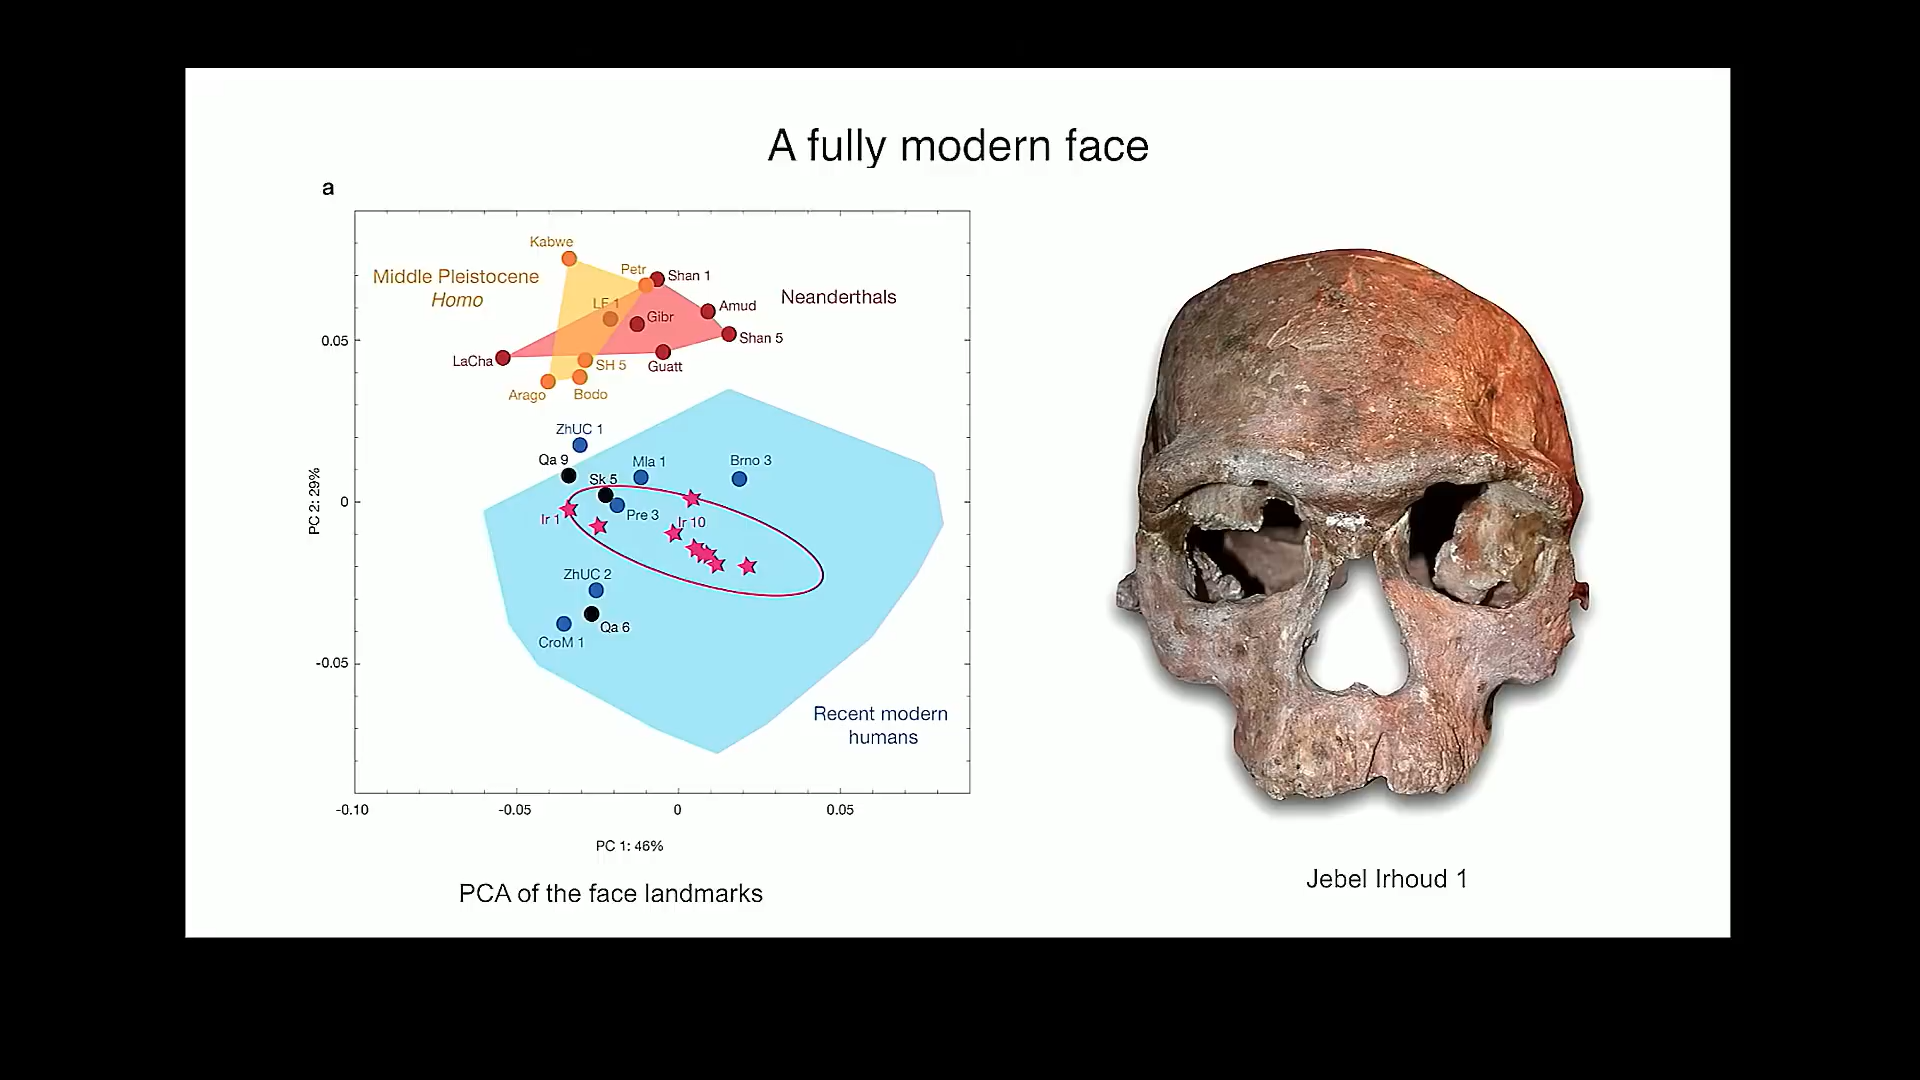 A fully modern face
a
Kabwe
Middle Pleistocene
Homo
Petr
Shan 1
LF 1
Amud
Neanderthals
Gibr
Shan 5
0.05
LaCha
SH 5
Guatt
Arago
Bodo
ZhUC 1
Qa 9
Mla 1
Brno 3
Sk 5
0
Pre 3
Ir 1
Ir 10
PC 2: 29%
ZhUC 2
Qa 6
CroM 1
-0.05
Recent modern
humans
-0.10
-0.05
0
0.05
PC 1: 46%
PCA of the face landmarks
Jebel Irhoud 1